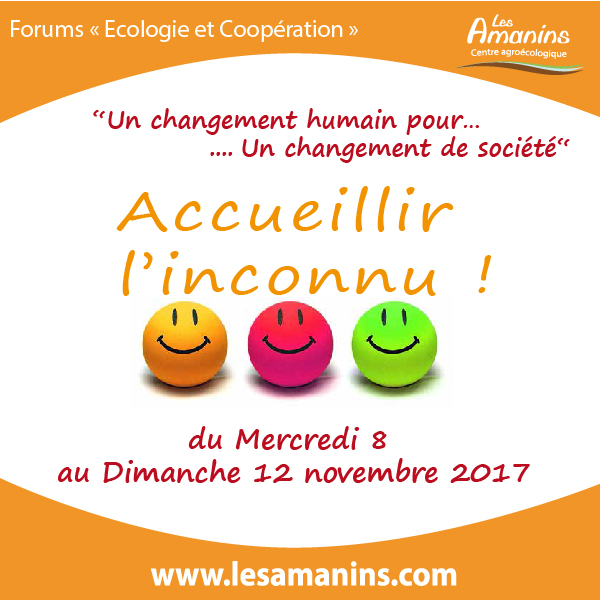 Forums « Ecologie et Coopération »
Les
Amanins
Centre agroécologique
“Un changement humain pour...
.... Un changement de société“
Accueillir
l’inconnu !
du Mercredi 8
au Dimanche 12 novembre 2017
www.lesamanins.com